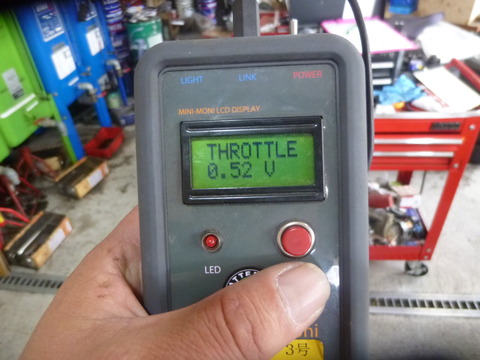 LIGHT LINK POWER
MINI-MONI LCD DISPLAY
THROTTLE
0.52 V
LED
3号